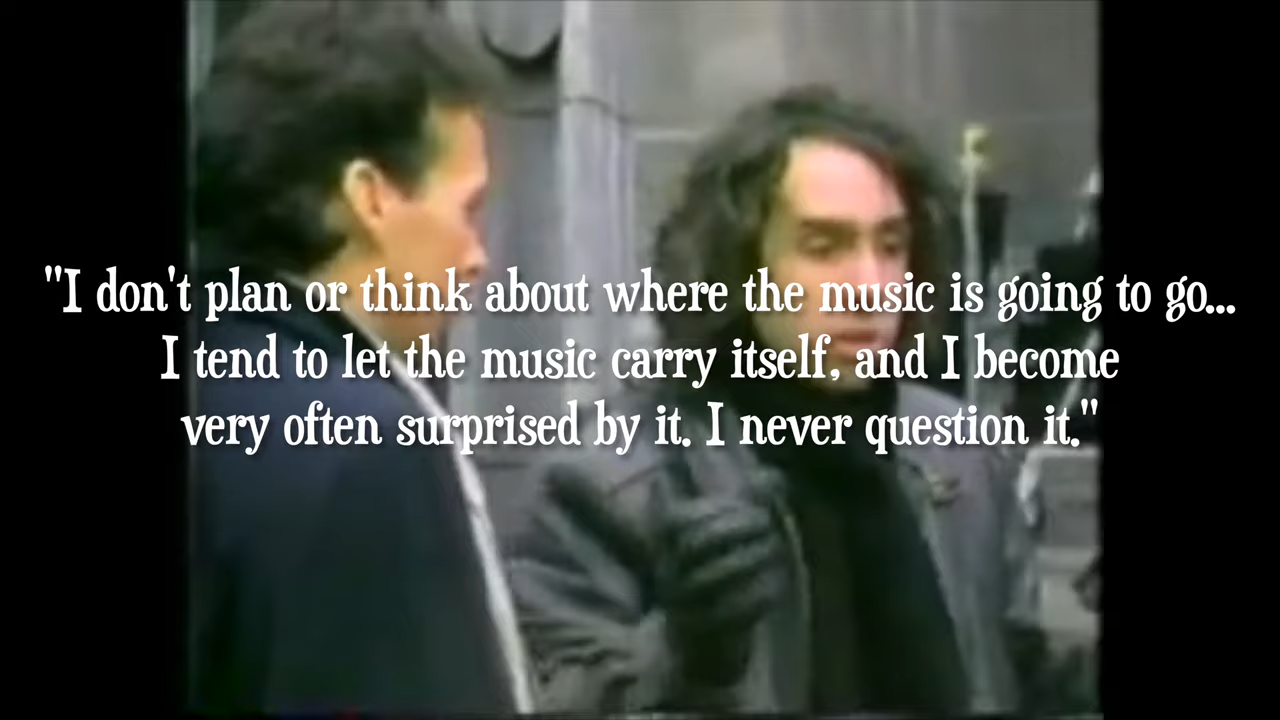 "I don't plan or think about where the music is going to go...
I tend to let the music carry itself, and I become
very often surprised by it. I never question it."